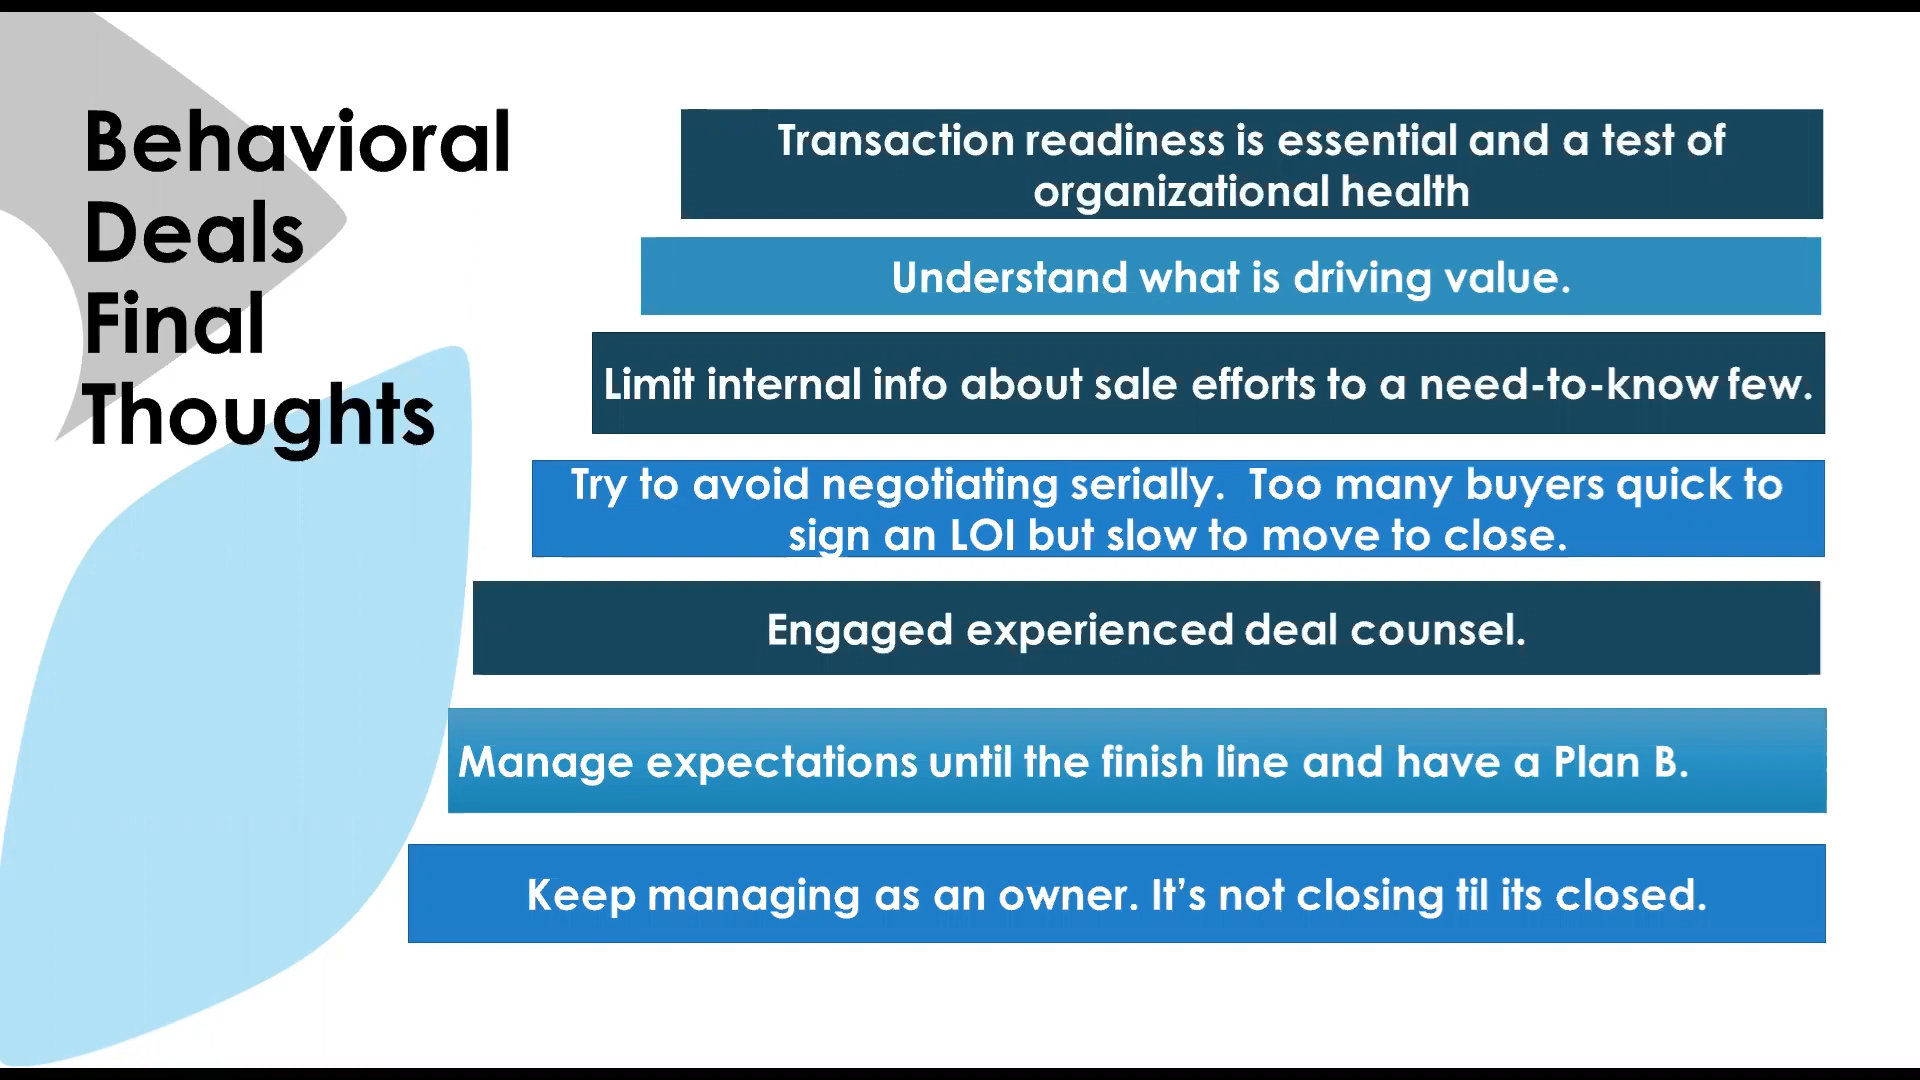 Behavioral
Deals
Final
Thoughts
Transaction readiness is essential and a test of
organizational health
Understand what is driving value.
Limit internal info about sale efforts to a need-to-know few.
Try to avoid negotiating serially.  Too many buyers quick to
sign an LOI but slow to move to close.
Engaged experienced deal counsel.
Manage expectations until the finish line and have a Plan B.
Keep managing as an owner. It’s not closing til its closed.